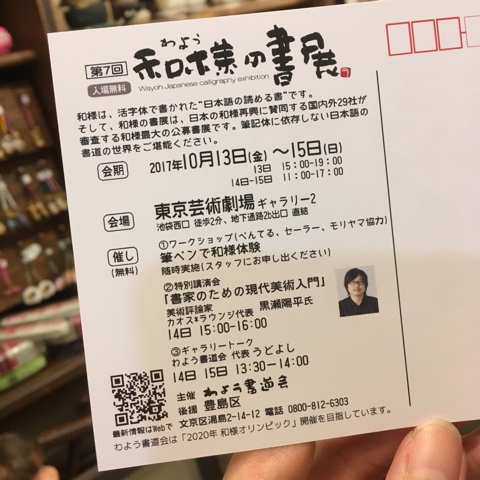 わよう
第7回 和様の書展
入場無料 Wayoh Japanese calligraphy exhibition
和様は、活字体で書かれた“日本語の読める書”です。
そして、和様の書展は、日本の和様再興に賛同する国内外29社が
審査する和様最大の公募書展です。筆記体に依存しない日本語の
書道の世界をご堪能ください。
会期 2017年10月13日(金)〜15日(日)
13日 15:00-19:00
14日-15日 11:00-17:00
会場 東京芸術劇場 ギャラリー2
池袋西口 徒歩2分、地下通路2b出口 直結
催し ①ワークショップ(ぺんてる、セーラー、モリヤマ協力)
(無料) 筆ペンで和様体験
随時実施(スタッフにお申し出ください)
②特別講演会
「書家のための現代美術入門」
美術評論家
カオス*ラウンジ代表 黒瀬陽平氏
14日 15:00-16:00
③ギャラリートーク
わよう書道会 代表 うどよし
14日 15日 13:30-14:00
主催 わよう書道会
後援 豊島区
最新情報はWebで 文京区湯島2-14-12 電話 0800-812-6303
わよう書道会は「2020年 和様オリンピック」開催を目指しています。